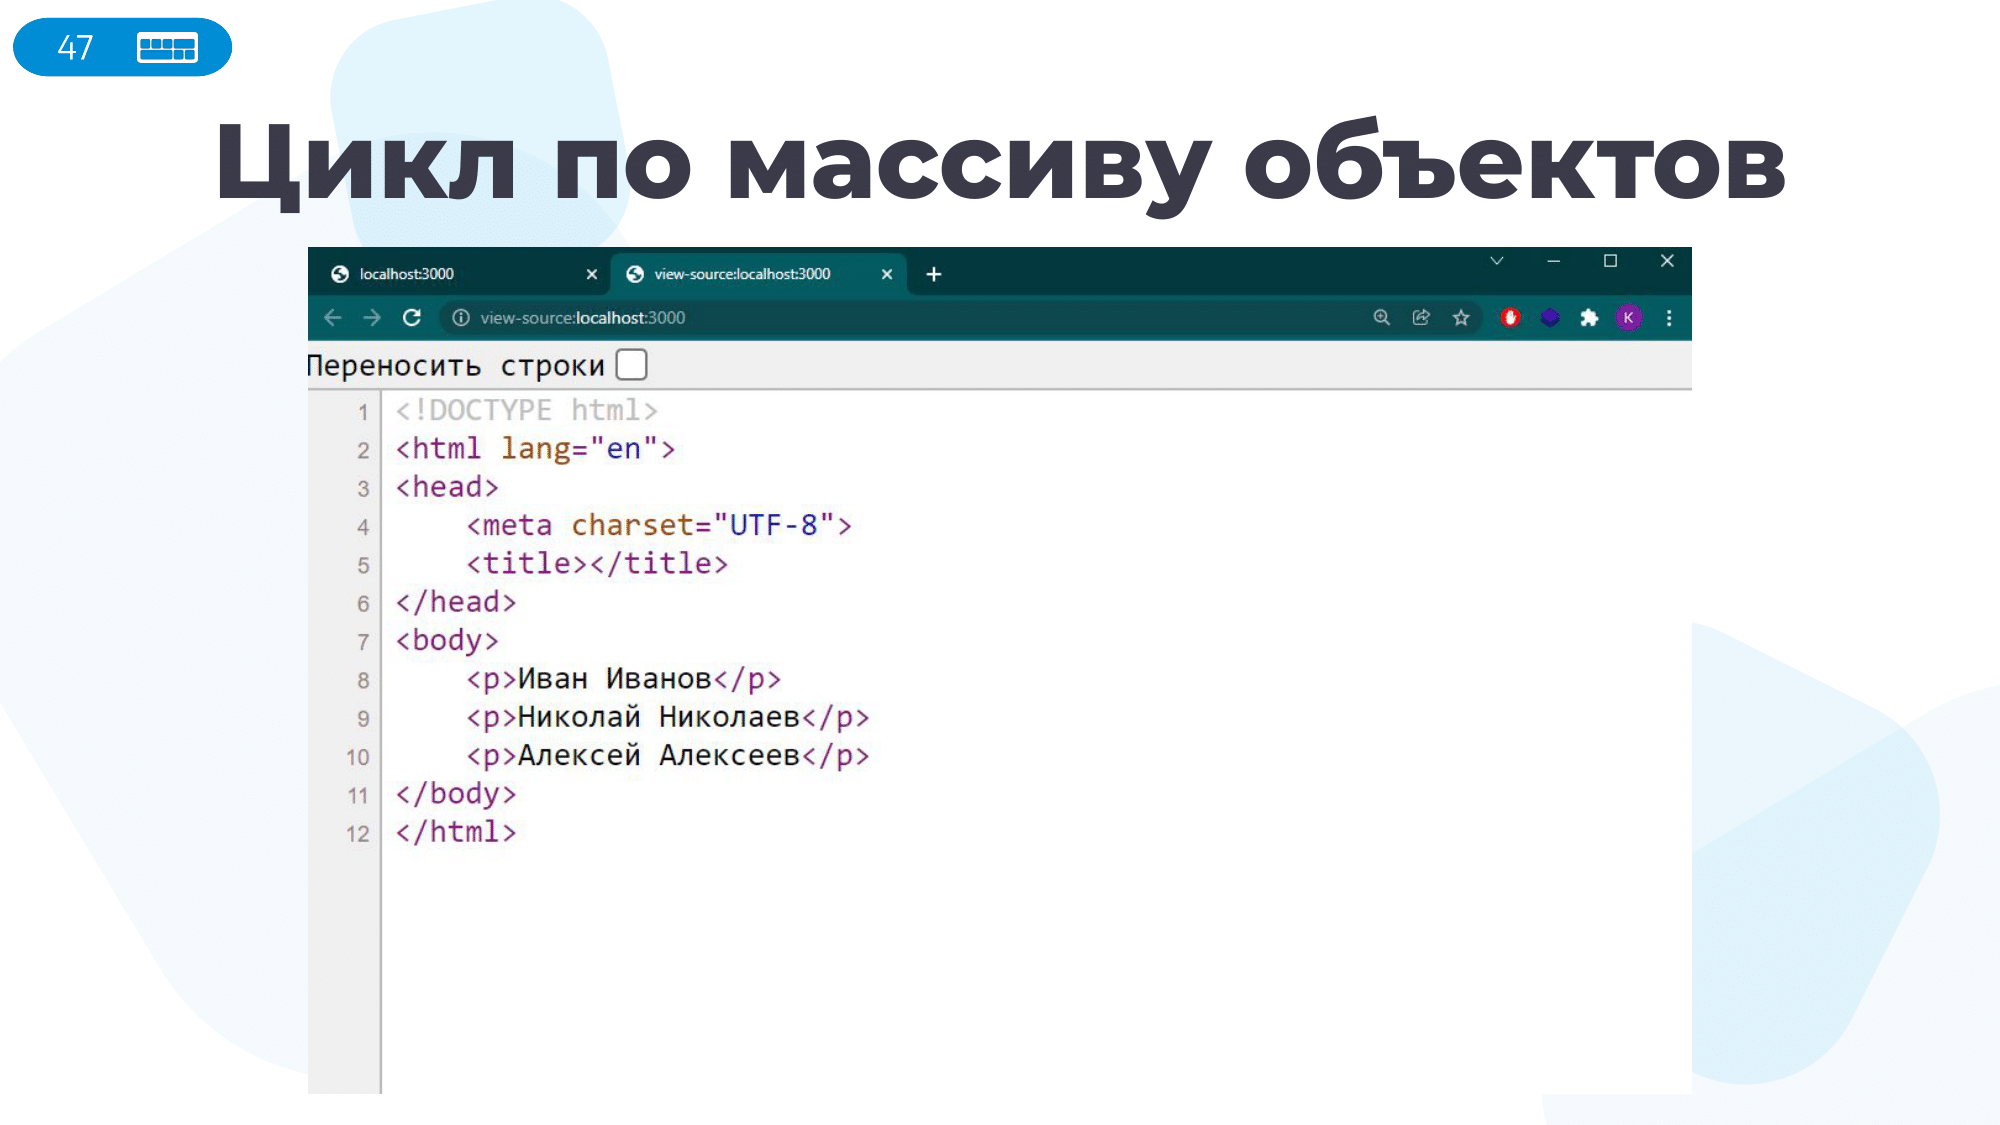 47
Цикл по массиву объектов
localhost:3000
view-source:localhost:3000
view-source:localhost:3000
K
Переносить строки
1 <!DOCTYPE html>
2 <html lang="en">
3 <head>
4 <meta charset="UTF-8">
5 <title></title>
6 </head>
7 <body>
8 <p>Иван Иванов</p>
9 <p>Николай Николаев</p>
10 <p>Алексей Алексеев</p>
11 </body>
12 </html>